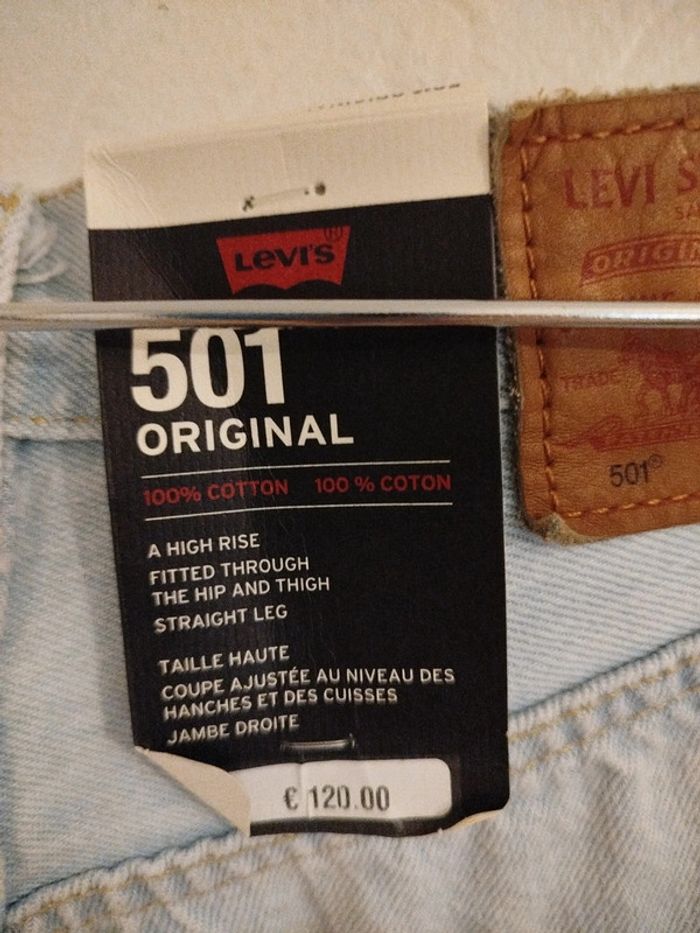 LEVI'S
501
ORIGINAL
100% COTTON 100 % COTON
A HIGH RISE
FITTED THROUGH
THE HIP AND THIGH
STRAIGHT LEG
TAILLE HAUTE
COUPE AJUSTÉE AU NIVEAU DES
HANCHES ET DES CUISSES
JAMBE DROITE
€ 120.00
LEVI
TRADE
501®